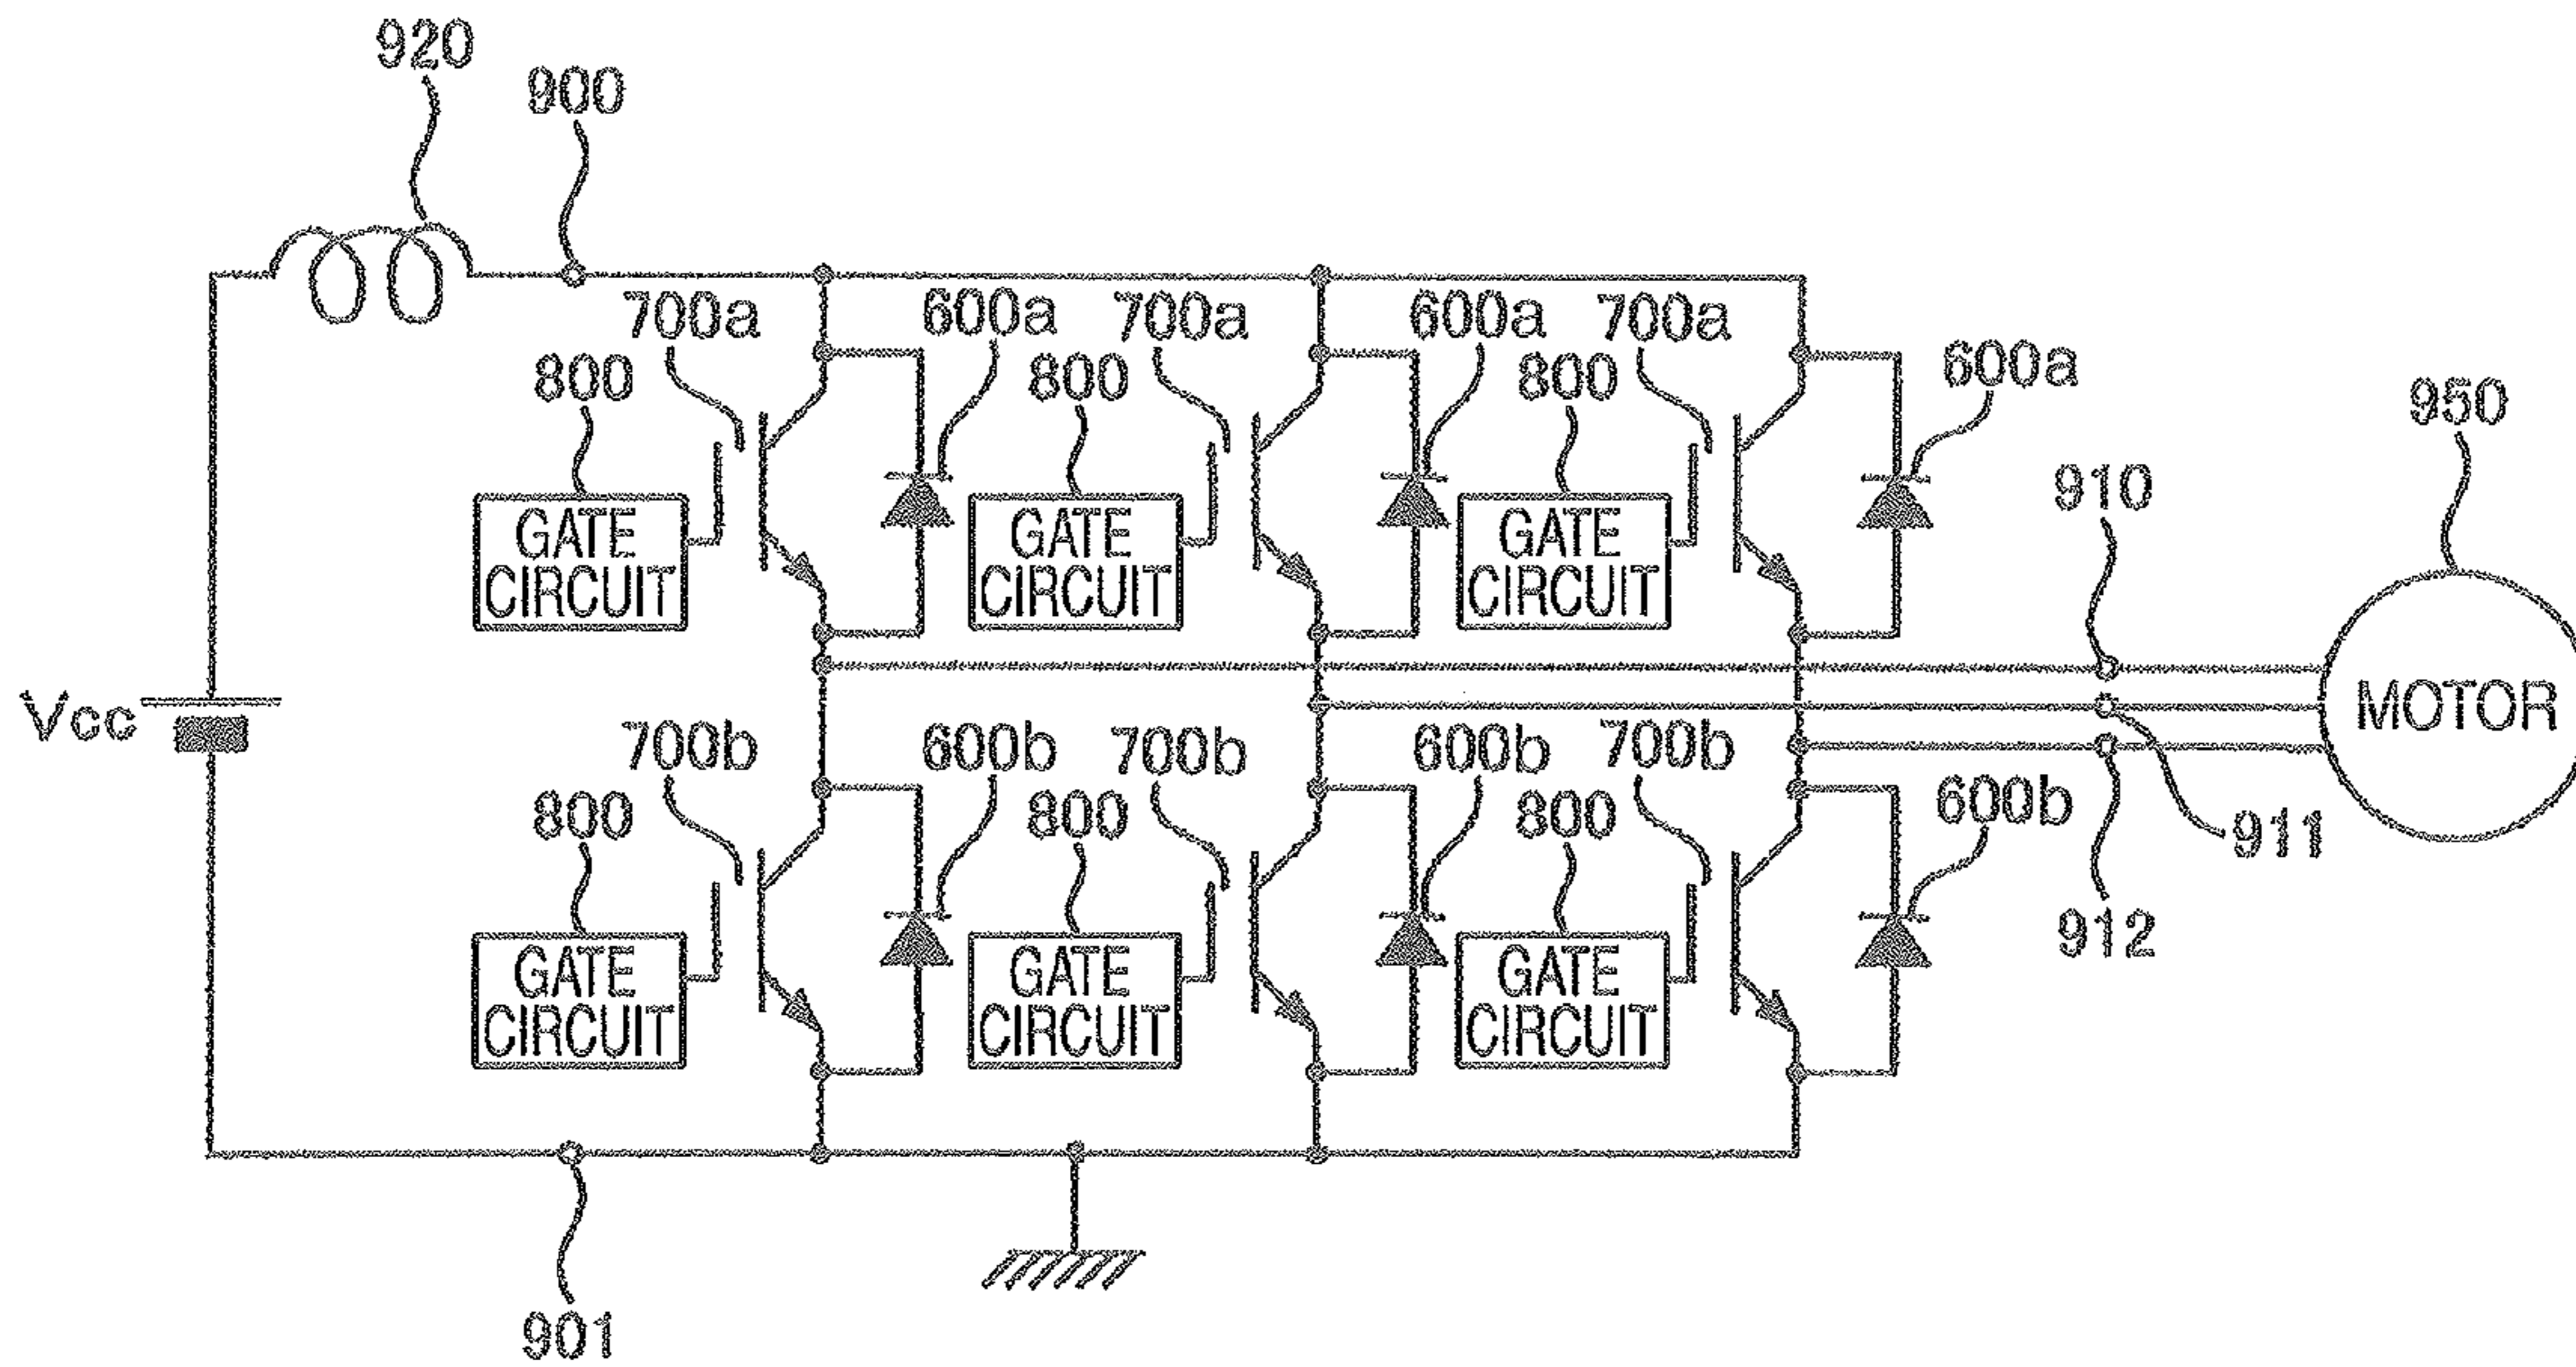 920
900
700a 600a 700a 600a 700a
800 800 800 600a
950
910
GATE CIRCUIT
GATE CIRCUIT
GATE CIRCUIT
Vcc
MOTOR
700b 600b 700b 600b 700b
800 800 800 600b
911
912
GATE CIRCUIT
GATE CIRCUIT
GATE CIRCUIT
901